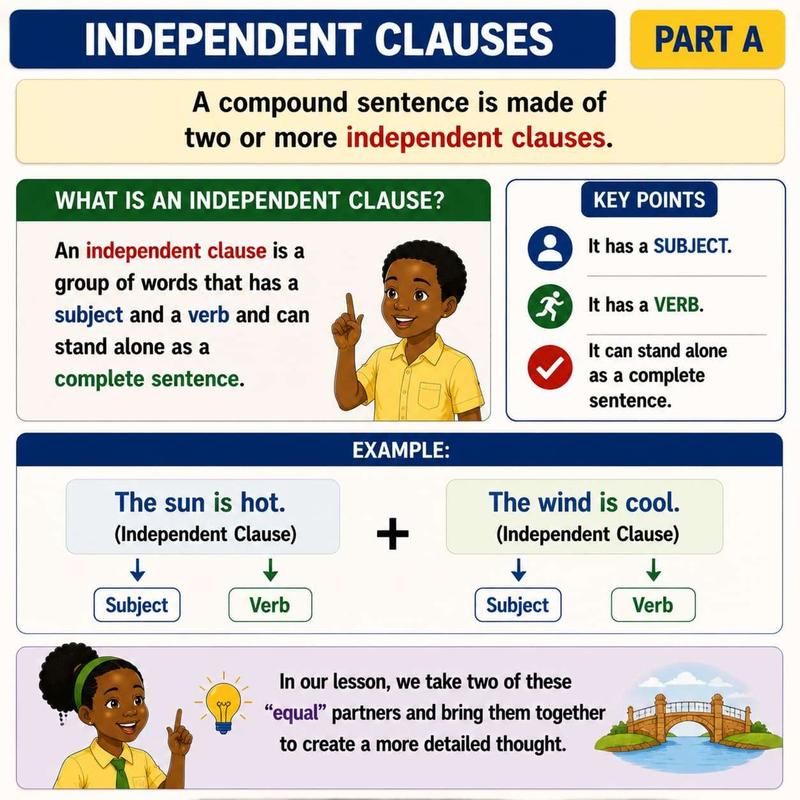 INDEPENDENT CLAUSES
PART A
A compound sentence is made of
two or more independent clauses.
WHAT IS AN INDEPENDENT CLAUSE?
An independent clause is a
group of words that has a
subject and a verb and can
stand alone as a
complete sentence.
KEY POINTS
It has a SUBJECT.
It has a VERB.
It can stand alone
as a complete
sentence.
EXAMPLE:
The sun is hot.
(Independent Clause)
Subject
Verb
+
The wind is cool.
(Independent Clause)
Subject
Verb
In our lesson, we take two of these
“equal” partners and bring them together
to create a more detailed thought.